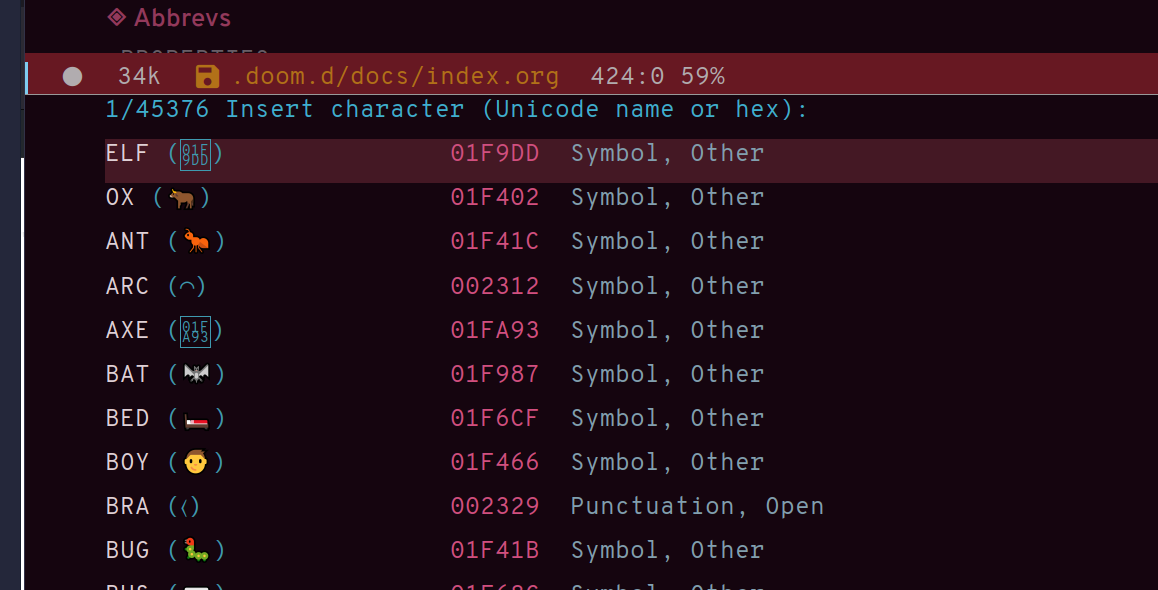 ◈ Abbrevs
PROPERTIES
34k .doom.d/docs/index.org 424:0 59%
1/45376 Insert character (Unicode name or hex):
ELF (01F9DD) 01F9DD Symbol, Other
OX (🐂) 01F402 Symbol, Other
ANT (🐜) 01F41C Symbol, Other
ARC (⌒) 002312 Symbol, Other
AXE (01FA93) 01FA93 Symbol, Other
BAT (🦇) 01F987 Symbol, Other
BED (🛏) 01F6CF Symbol, Other
BOY (👦) 01F466 Symbol, Other
BRA (〈) 002329 Punctuation, Open
BUG (🐛) 01F41B Symbol, Other